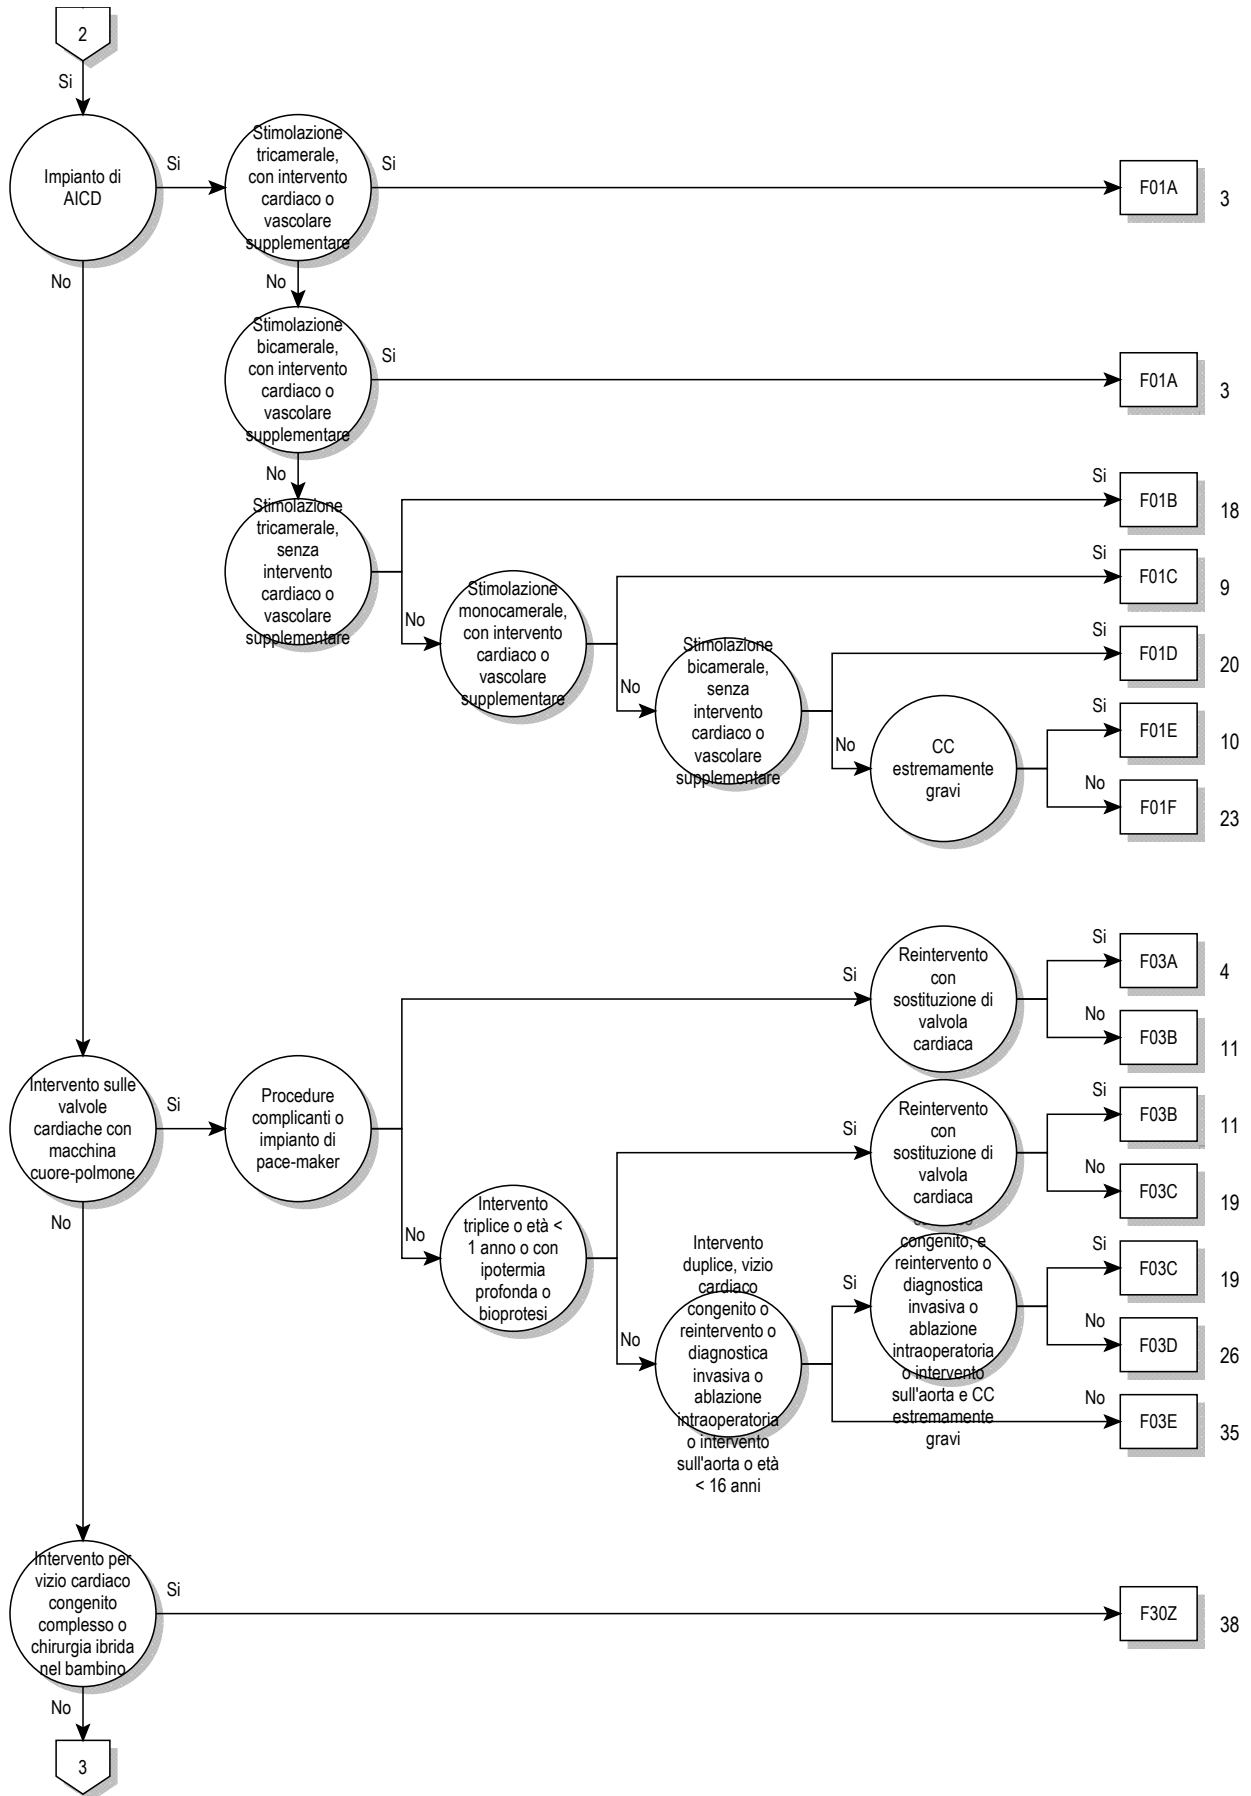 2
Si
Impianto di
AICD
Si
Stimolazione
tricamerale,
con intervento
cardiaco o
vascolare
supplementare
Si
F01A
3
No
No
Stimolazione
bicamerale,
con intervento
cardiaco o
vascolare
supplementare
Si
F01A
3
No
Stimolazione
tricamerale,
senza
intervento
cardiaco o
vascolare
supplementare
Si
F01B
18
No
Stimolazione
monocamerale,
con intervento
cardiaco o
vascolare
supplementare
Si
F01C
9
No
Stimolazione
bicamerale,
senza
intervento
cardiaco o
vascolare
supplementare
Si
F01D
20
No
CC
estremamente
gravi
Si
F01E
10
No
F01F
23
Intervento sulle
valvole
cardiache con
macchina
cuore-polmone
Si
Procedure
complicanti o
impianto di
pace-maker
Si
Reintervento
con
sostituzione di
valvola
cardiaca
Si
F03A
4
No
F03B
11
No
Intervento
triplice o età <
1 anno o con
ipotermia
profonda o
bioprotesi
Si
Reintervento
con
sostituzione di
valvola
cardiaca
Si
F03B
11
No
F03C
19
No
Intervento
duplice, vizio
cardiaco
congenito o
reintervento o
diagnostica
invasiva o
ablazione
intraoperatoria
o intervento
sull'aorta o età
< 16 anni
Si
congenito, e
reintervento o
diagnostica
invasiva o
ablazione
intraoperatoria
o intervento
sull'aorta e CC
estremamente
gravi
Si
F03C
19
No
F03D
26
No
F03E
35
No
Intervento per
vizio cardiaco
congenito
complesso o
chirurgia ibrida
nel bambino
Si
F30Z
38
No
3